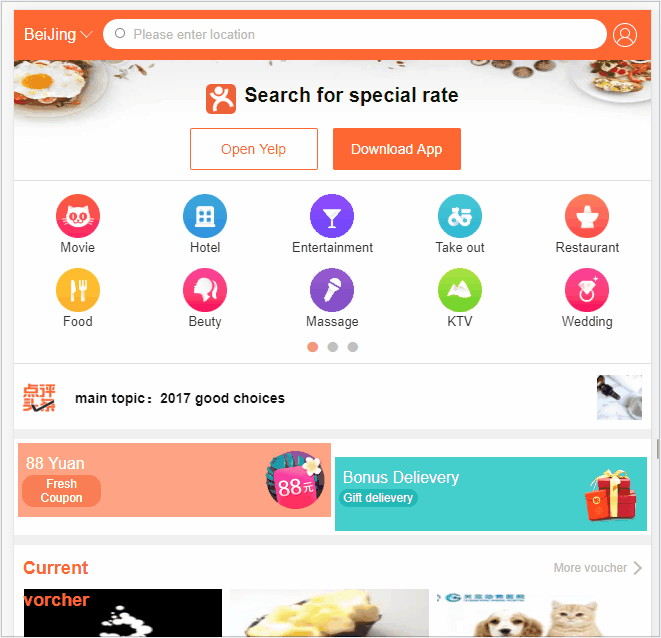 BeiJing
Please enter location
Search for special rate
Open Yelp
Download App
Movie
Hotel
Entertainment
Take out
Restaurant
Food
Beuty
Massage
KTV
Wedding
点评
头条
main topic：2017 good choices
88 Yuan
Fresh
Coupon
88元
Bonus Delievery
Gift delievery
Current
vorcher
More voucher